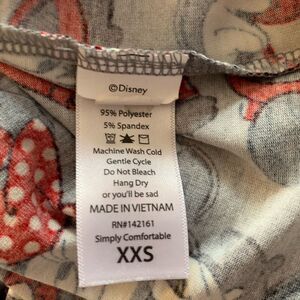 ©Disney
95% Polyester
5% Spandex
Machine Wash Cold
Gentle Cycle
Do Not Bleach
Hang Dry
or you'll be sad
MADE IN VIETNAM
RN#142161
Simply Comfortable
XXS